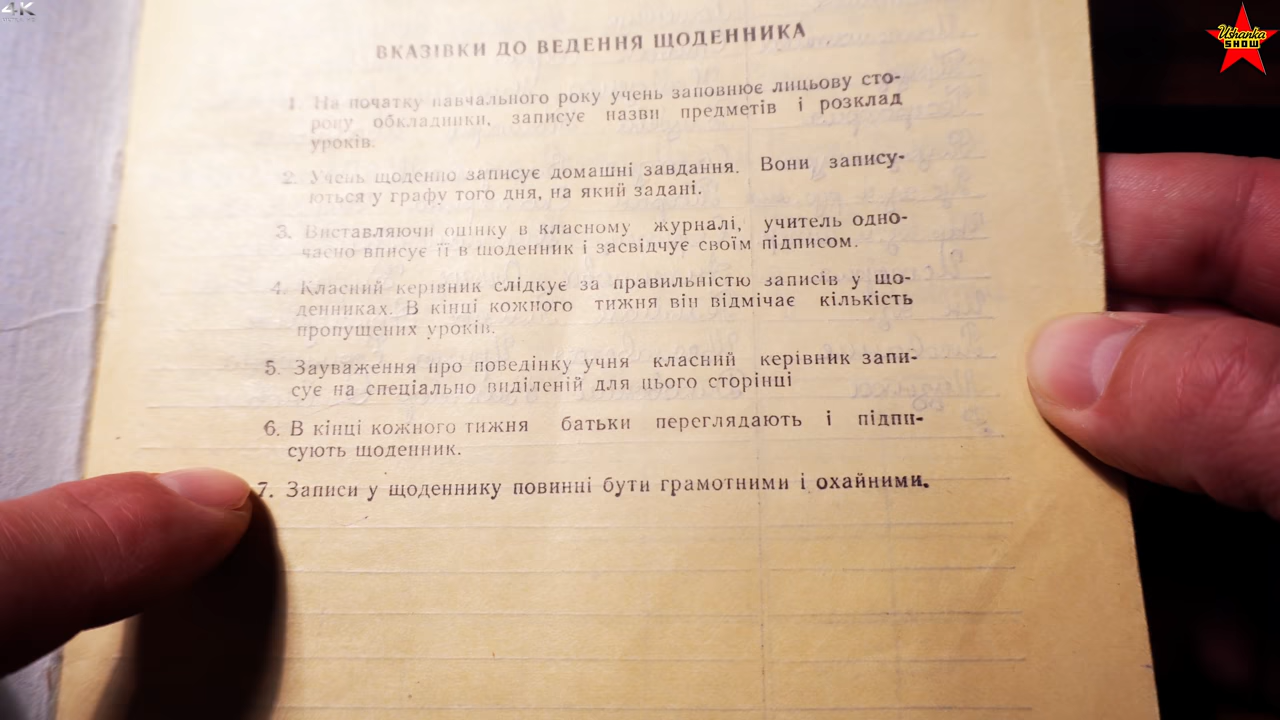 4K
Ushanka
SHOW
ВКАЗІВКИ ДО ВЕДЕННЯ ЩОДЕННИКА
1. На початку навчального року учень заповнює лицьову сто-
рону обкладинки, записує назви предметів і розклад
уроків.
2. Учень щоденно записує домашні завдання. Вони запису-
ються у графу того дня, на який задані.
3. Виставляючи оцінку в класному журналі, учитель одно-
часно вписує її в щоденник і засвідчує своїм підписом.
4. Класний керівник слідкує за правильністю записів у що-
денниках. В кінці кожного тижня він відмічає кількість
пропущених уроків.
5. Зауваження про поведінку учня класний керівник запи-
сує на спеціально виділеній для цього сторінці
6. В кінці кожного тижня батьки переглядають і підпи-
сують щоденник.
7. Записи у щоденнику повинні бути грамотними і охайними.